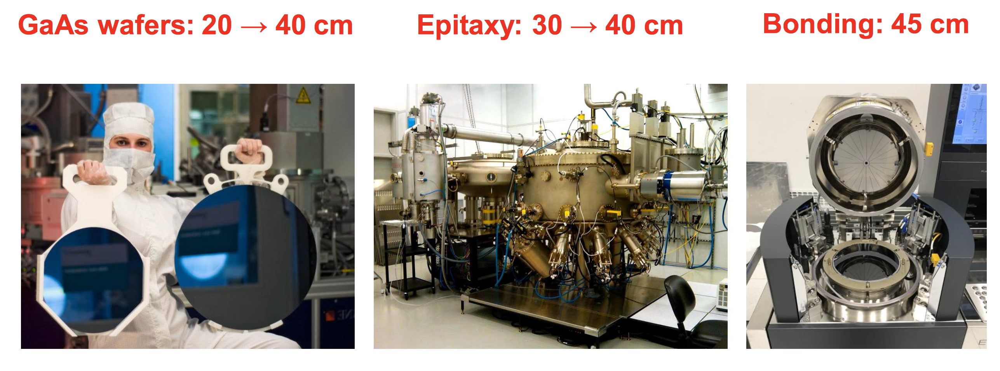 GaAs wafers: 20 → 40 cm
Epitaxy: 30 → 40 cm
Bonding: 45 cm